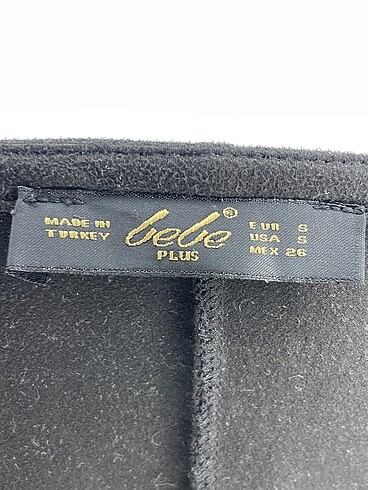 MADE IN
TURKEY
bebe®
PLUS
EUR S
USA S
MEX 26